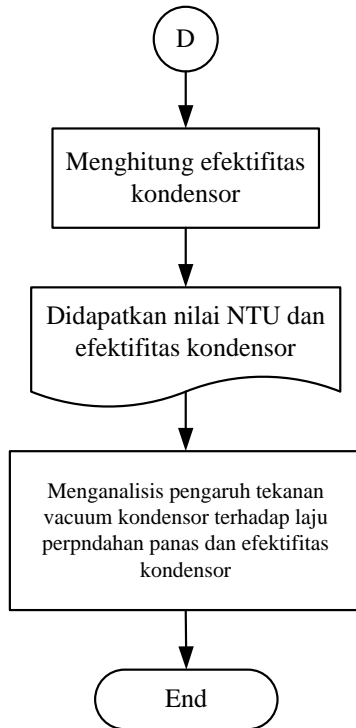 D
Menghitung efektifitas
kondensor
Didapatkan nilai NTU dan
efektifitas kondensor
Menganalisis pengaruh tekanan
vacuum kondensor terhadap laju
perpndahan panas dan efektifitas
kondensor
End